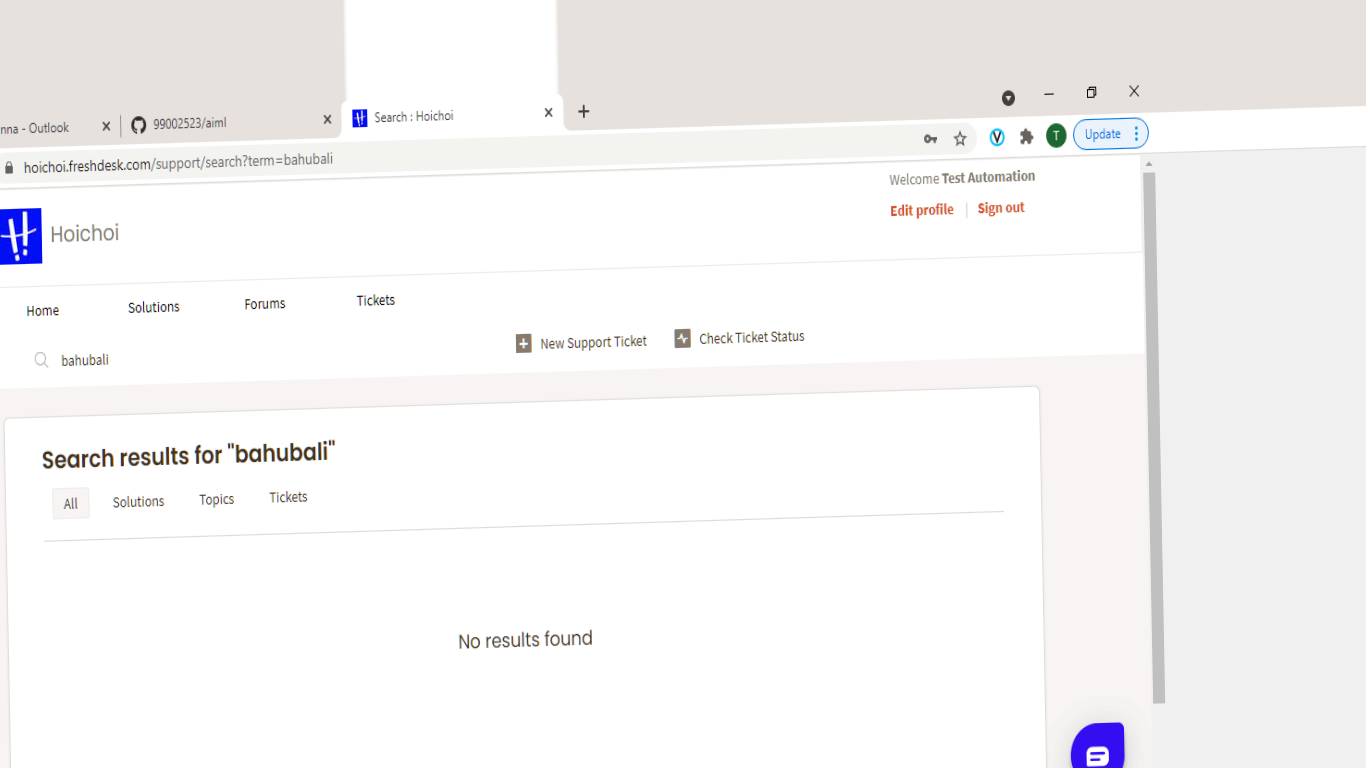 nna - Outlook
99002523/aiml
Search : Hoichoi
hoichoi.freshdesk.com/support/search?term=bahubali
T
Update
Welcome Test Automation
Edit profile | Sign out
Hoichoi
Home Solutions Forums Tickets
bahubali
New Support Ticket
Check Ticket Status
Search results for "bahubali"
All Solutions Topics Tickets
No results found